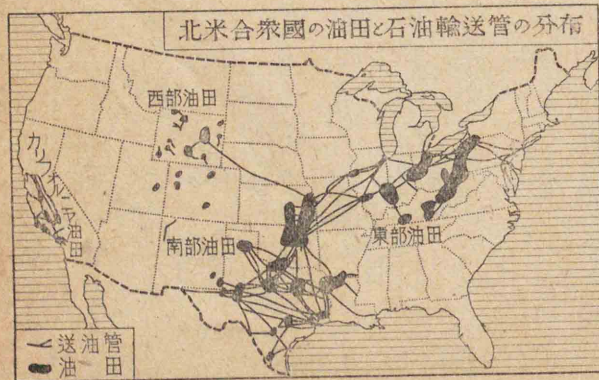 北米合衆國の油田と石油輸送管の分布
西部油田
カリフォルニヤ油田
南部油田
東部油田
送油管
油田